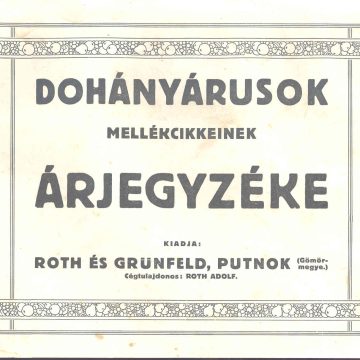 DOHÁNYÁRUSOK
MELLÉKCIKKEINEK
ÁRJEGYZÉKE
KIADJA:
ROTH ÉS GRÜNFELD, PUTNOK (Gömör-megye.)
Cégtulajdonos: ROTH ADOLF.